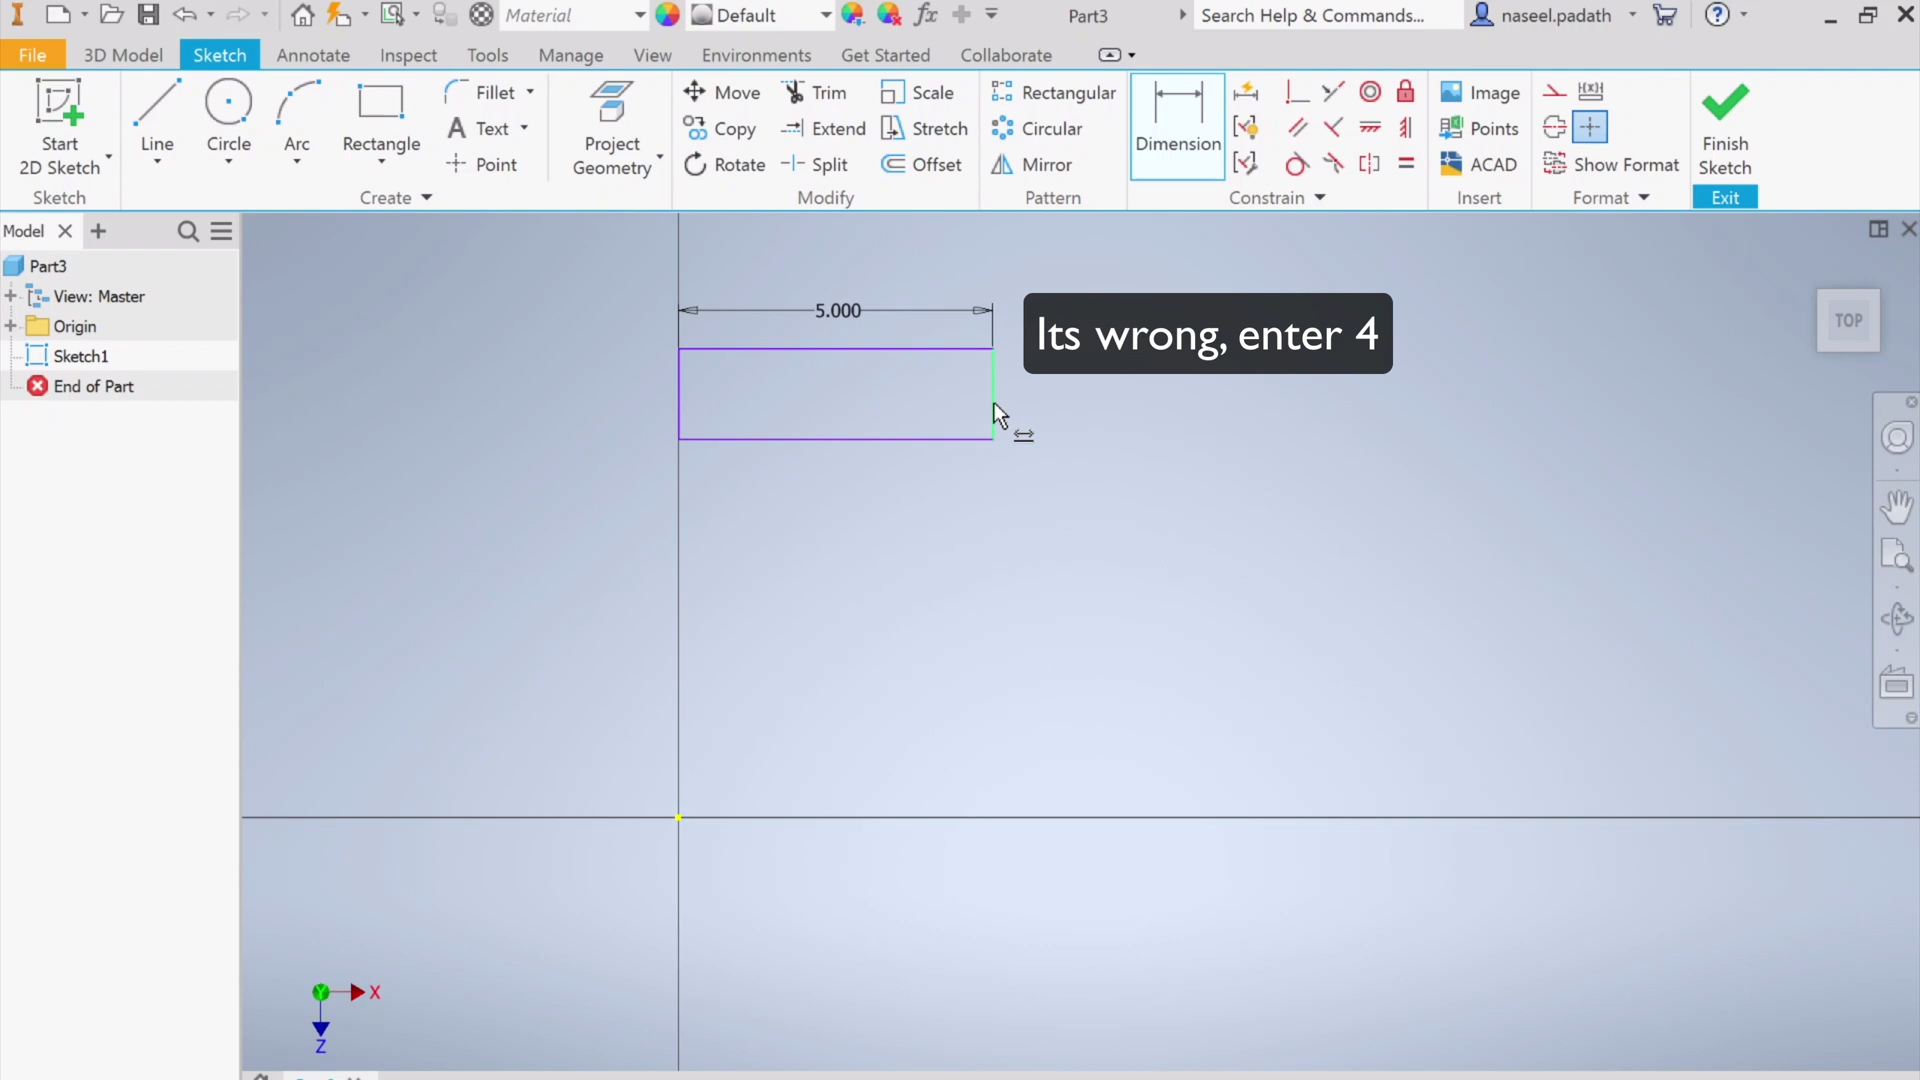 Material
Default
Part3
Search Help & Commands...
naseel.padath
File
3D Model
Sketch
Annotate
Inspect
Tools
Manage
View
Environments
Get Started
Collaborate
Start
2D Sketch
Line
Circle
Arc
Rectangle
Fillet
Text
Point
Project
Geometry
Move
Copy
Rotate
Trim
Extend
Split
Scale
Stretch
Offset
Rectangular
Circular
Mirror
Dimension
Image
Points
ACAD
Show Format
Finish
Sketch
Sketch
Create
Modify
Pattern
Constrain
Insert
Format
Exit
Model
Part3
View: Master
Origin
Sketch1
End of Part
5.000
Its wrong, enter 4
TOP
X
Y
Z